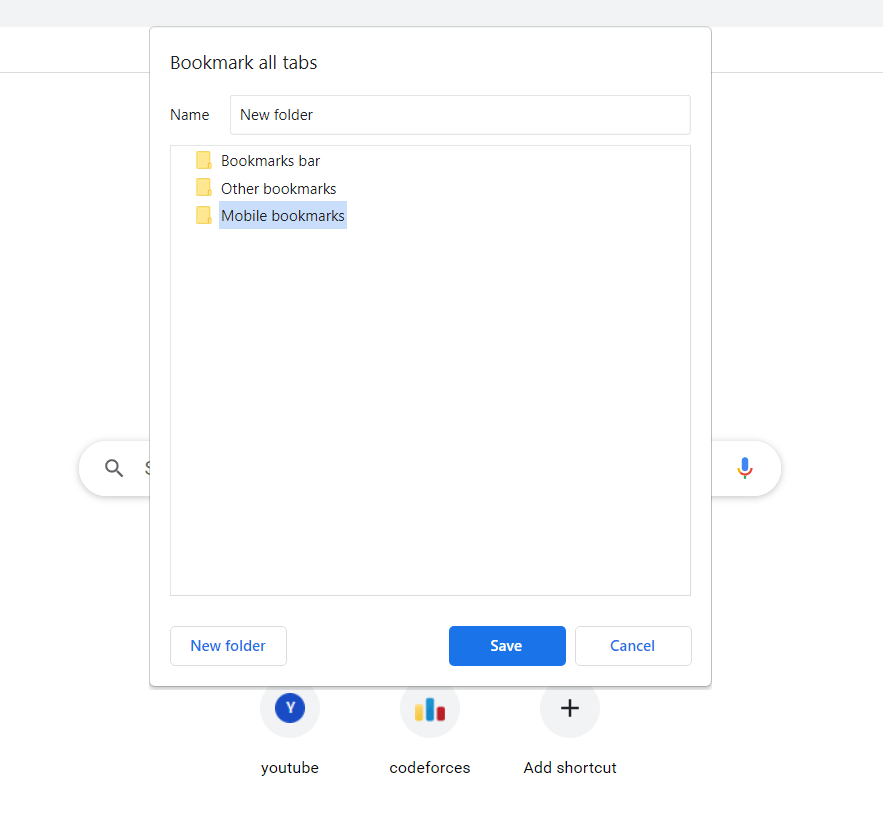 Bookmark all tabs
Name New folder
Bookmarks bar
Other bookmarks
Mobile bookmarks
New folder Save Cancel
Y
youtube codeforces Add shortcut